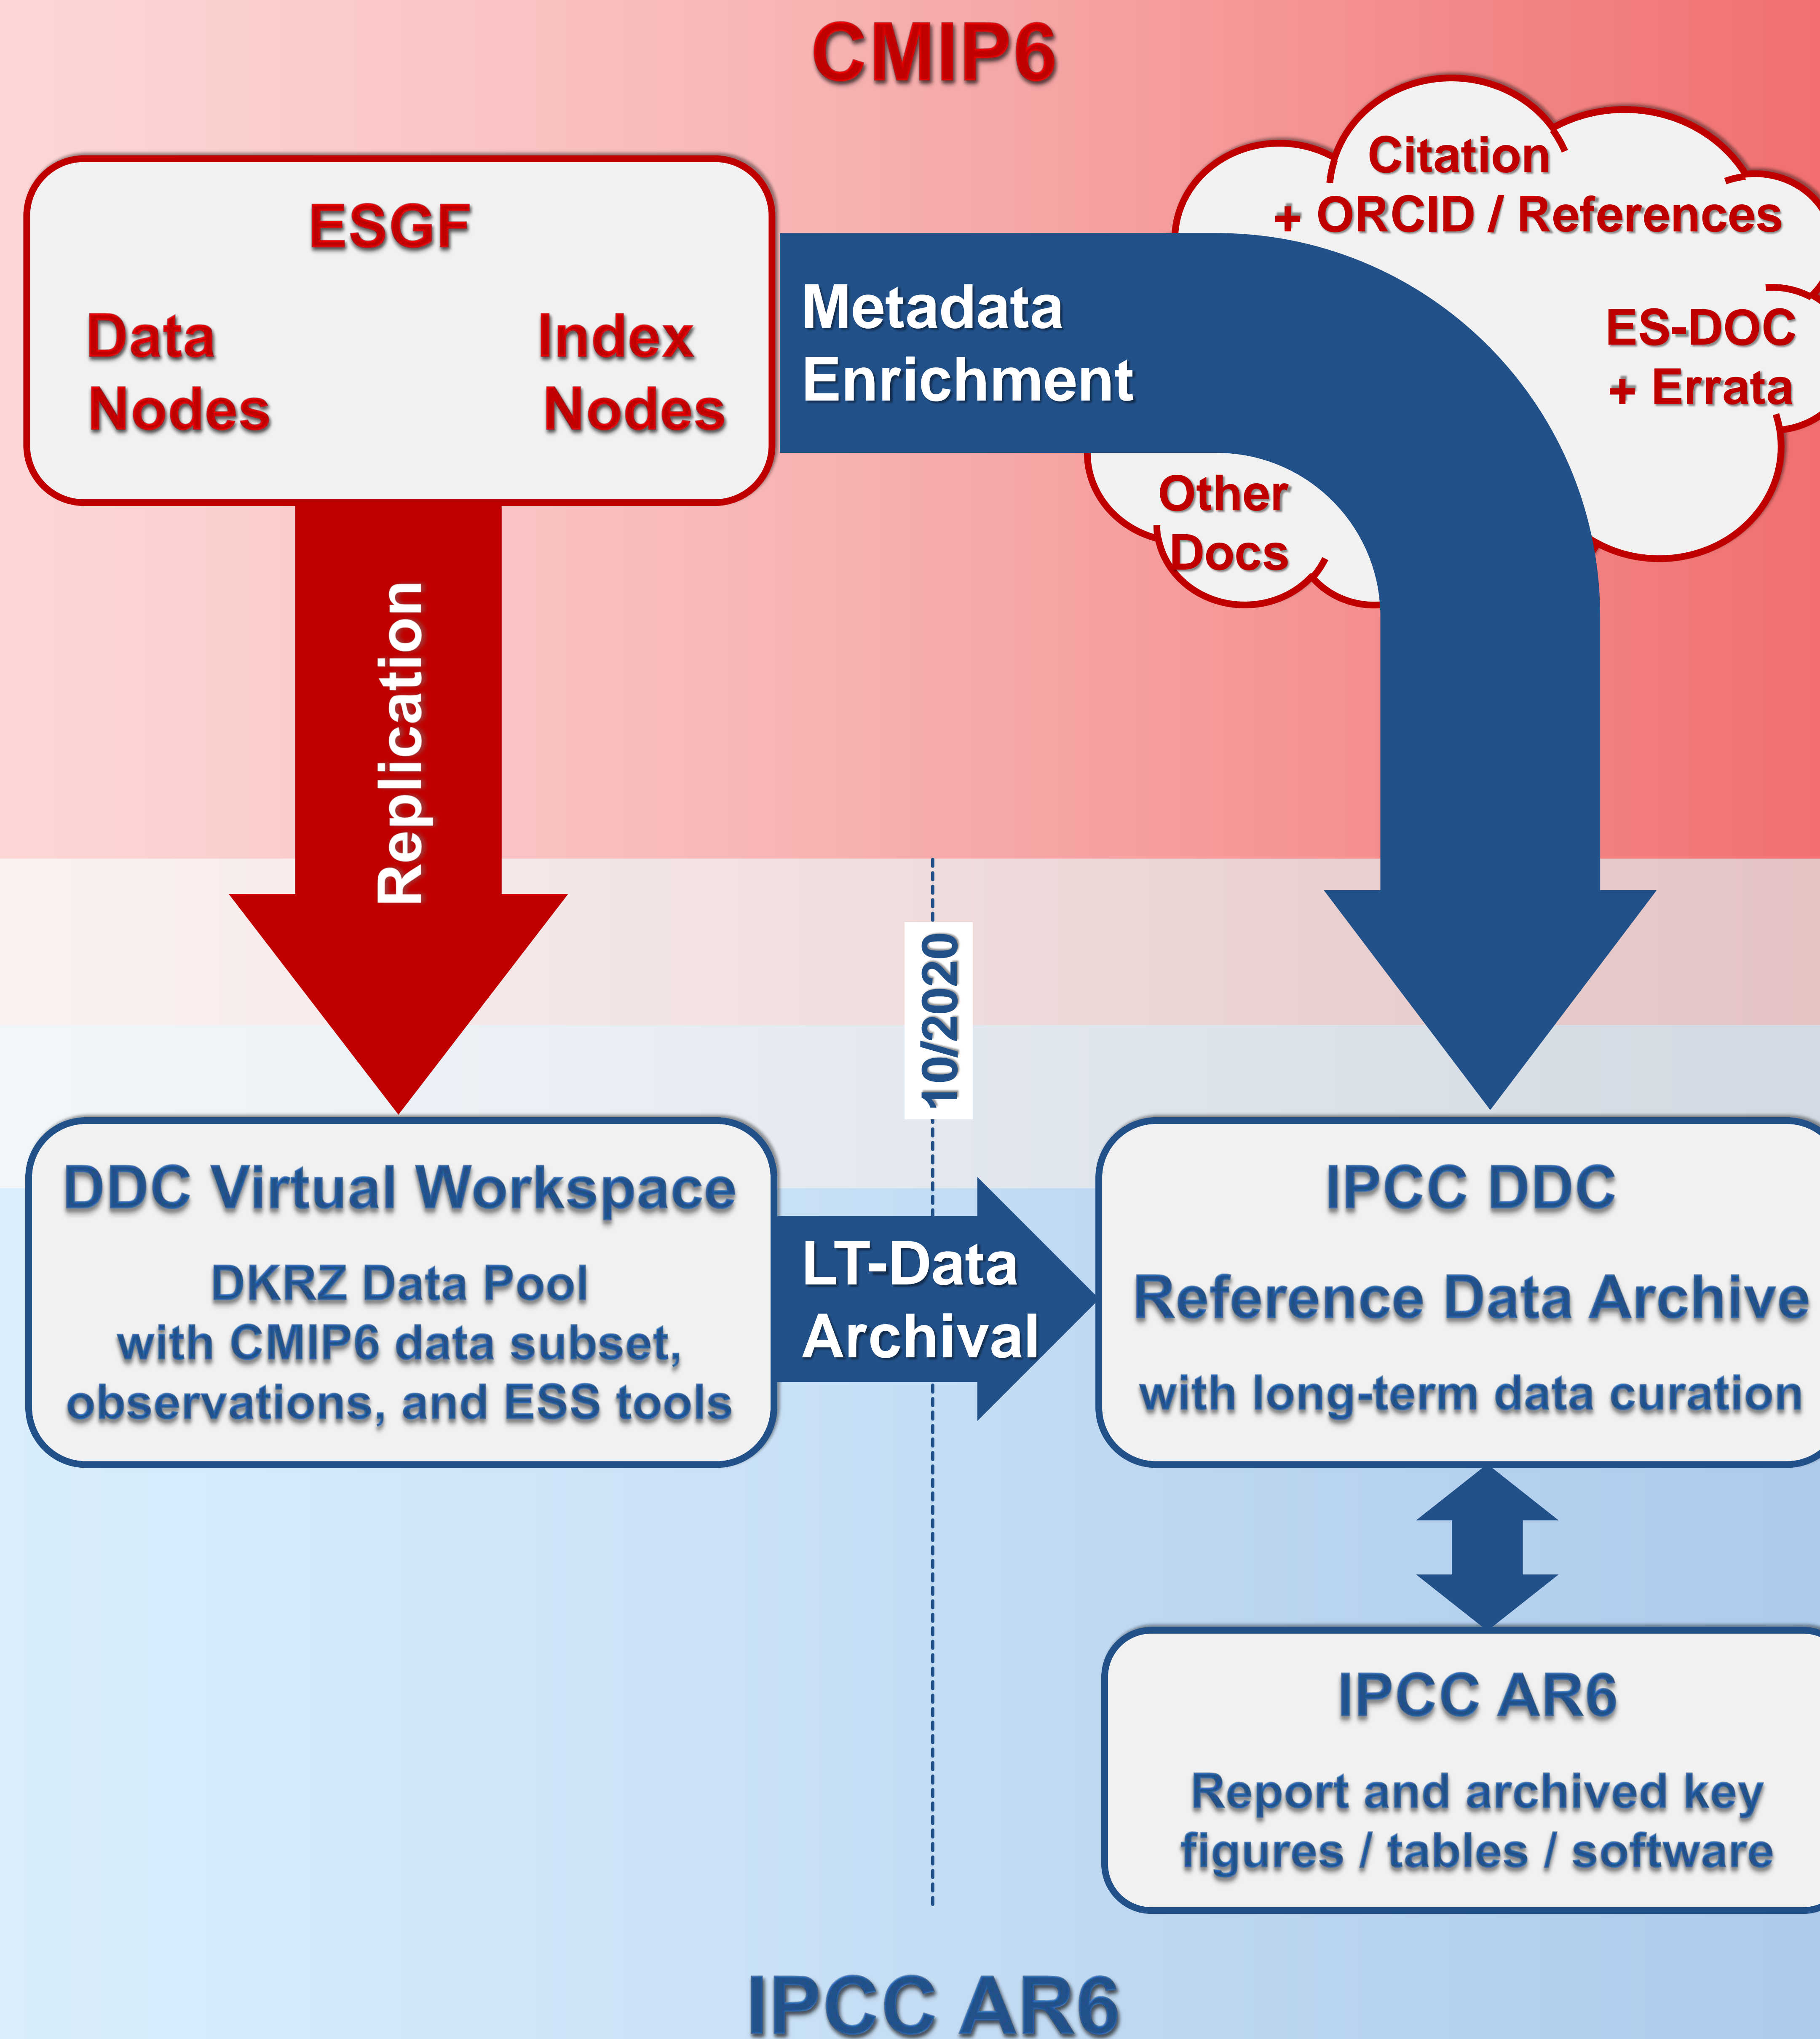 CMIP6
ESGF
Data
Nodes
Index
Nodes
Metadata
Enrichment
Citation
+ ORCID / References
ES-DOC
+ Errata
Other
Docs
Replication
10/2020
DDC Virtual Workspace
DKRZ Data Pool
with CMIP6 data subset,
observations, and ESS tools
LT-Data
Archival
IPCC DDC
Reference Data Archive
with long-term data curation
IPCC AR6
Report and archived key
figures / tables / software
IPCC AR6